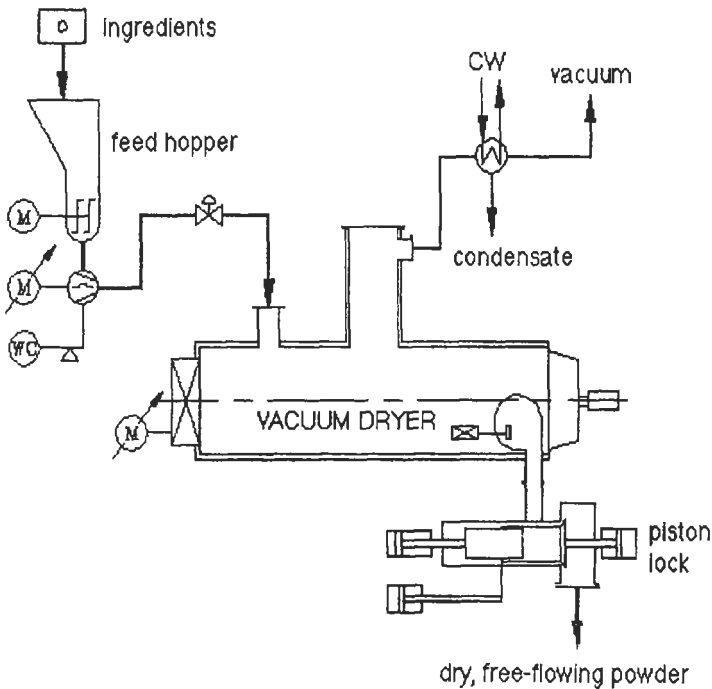 ingredients
CW
vacuum
feed hopper
M
condensate
M
WC
M
VACUUM DRYER
piston
lock
dry, free-flowing powder